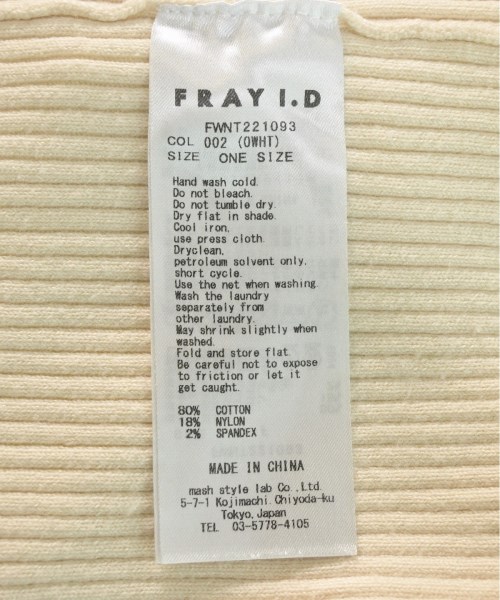 FRAY I.D
FWNT221093
COL 002 (OWHT)
SIZE ONE SIZE
Hand wash cold.
Do not bleach.
Do not tumble dry.
Dry flat in shade.
Cool iron,
use press cloth.
Dryclean,
petroleum solvent only.
short cycle.
Use the net when washing.
Wash the laundry
separately from
other laundry.
May shrink slightly when
washed.
Fold and store flat.
Be careful not to expose
to friction or let it
get caught.
80% COTTON
18% NYLON
2% SPANDEX
MADE IN CHINA
mash style lab Co.,Ltd.
5-7-1 Kojimachi, Chiyoda-ku
Tokyo, Japan
TEL 03-5778-4105